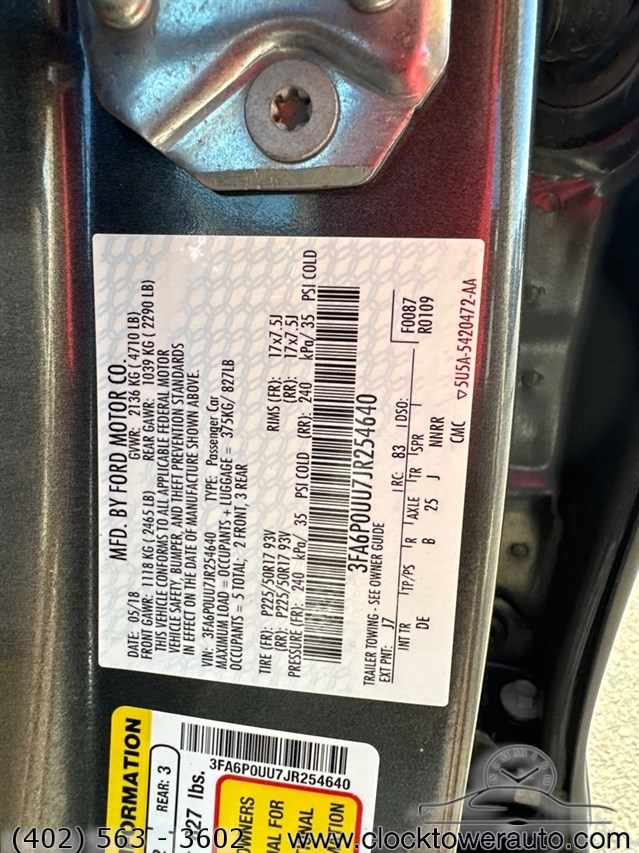 MFD. BY FORD MOTOR CO.
DATE: 05/18 GVWR: 2136 KG ( 4710 LB)
FRONT GAWR: 1118 KG ( 2465 LB) REAR GAWR: 1039 KG ( 2290 LB)
THIS VEHICLE CONFORMS TO ALL APPLICABLE FEDERAL MOTOR
VEHICLE SAFETY, BUMPER, AND THEFT PREVENTION STANDARDS
IN EFFECT ON THE DATE OF MANUFACTURE SHOWN ABOVE.
VIN: 3FA6P0UU7JR254640 TYPE: Passenger Car
MAXIMUM LOAD = OCCUPANTS + LUGGAGE = 375KG/ 827LB
OCCUPANTS = 5 TOTAL; 2 FRONT, 3 REAR
TIRE (FR): P225/50R17 93V RIMS (FR): 17x7.5J
(RR): P225/50R17 93V (RR): 17x7.5J
PRESSURE (FR): 240 kPa/ 35 PSI COLD (RR): 240 kPa/ 35 PSI COLD
3FA6P0UU7JR254640
TRAILER TOWING - SEE OWNER GUIDE
EXT PNT: J7 RC: 83 DSO: F0087
R0109
INT TR TP/PS R AXLE TR SPR
DE B 25 J NNRR
CMC ▽5U5A-5420472-AA
FORMATION
REAR: 3
327 lbs.
3FA6P0UU7JR254640
OWNERS
(402) 563 - 3602 www.clocktowerauto.com